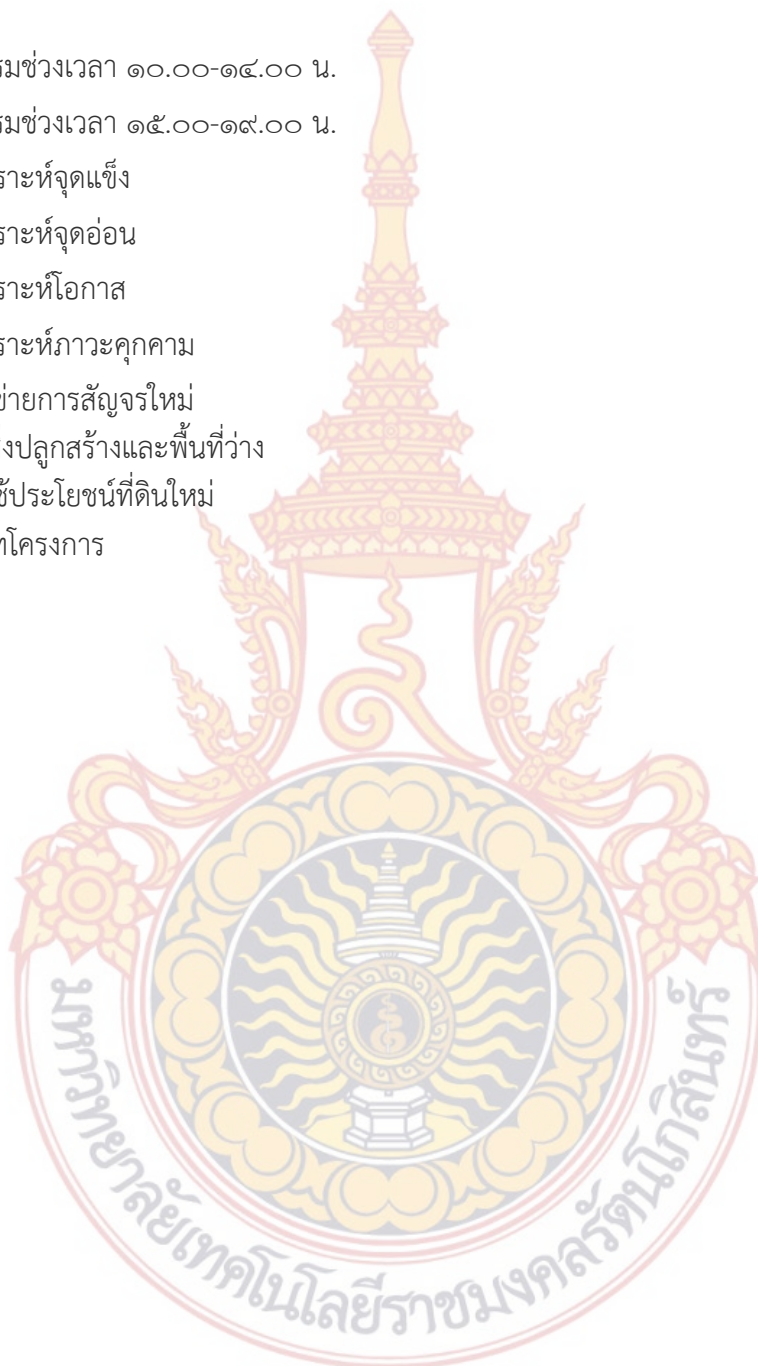 รมช่วงเวลา ๑๐.๐๐-๑๔.๐๐ น.
รมช่วงเวลา ๑๕.๐๐-๑๙.๐๐ น.
ราะห์จุดแข็ง
ราะห์จุดอ่อน
ราะห์โอกาส
ราะห์ภาวะคุกคาม
ข่ายการสัญจรใหม่
งปลูกสร้างและพื้นที่ว่าง
ช้ประโยชน์ที่ดินใหม่
ทโครงการ
มหาวิทยาลัยเทคโนโลยีราชมงคลรัตนโกสินทร์